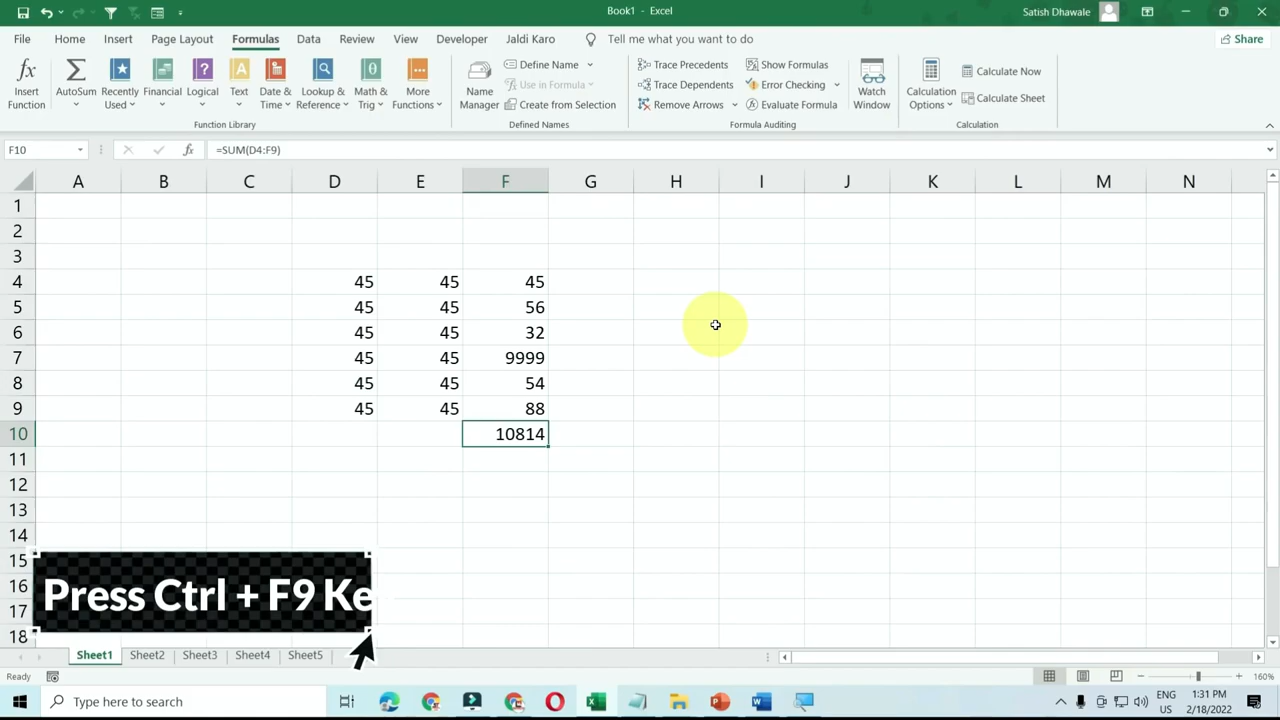 Book1 - Excel
Satish Dhawale
File Home Insert Page Layout Formulas Data Review View Developer Jaldi Karo Tell me what you want to do Share
Insert Function
AutoSum
Recently Used
Financial
Logical
Text
Date & Time
Lookup & Reference
Math & Trig
More Functions
Function Library
Name Manager
Define Name
Use in Formula
Create from Selection
Defined Names
Trace Precedents
Trace Dependents
Remove Arrows
Show Formulas
Error Checking
Evaluate Formula
Formula Auditing
Watch Window
Calculation Options
Calculate Now
Calculate Sheet
Calculation
F10 fx =SUM(D4:F9)
A B C D E F G H I J K L M N
1
2
3
4 45 45 45
5 45 45 56
6 45 45 32
7 45 45 9999
8 45 45 54
9 45 45 88
10 10814
11
12
13
14
15
16
17
18
Press Ctrl + F9 Ke
Sheet1 Sheet2 Sheet3 Sheet4 Sheet5
Ready
160%
Type here to search
ENG
US
1:31 PM
2/18/2022